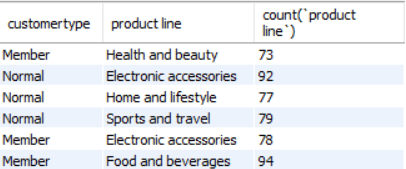 customertype product line count(`product line`)
Member Health and beauty 73
Normal Electronic accessories 92
Normal Home and lifestyle 77
Normal Sports and travel 79
Member Electronic accessories 78
Member Food and beverages 94